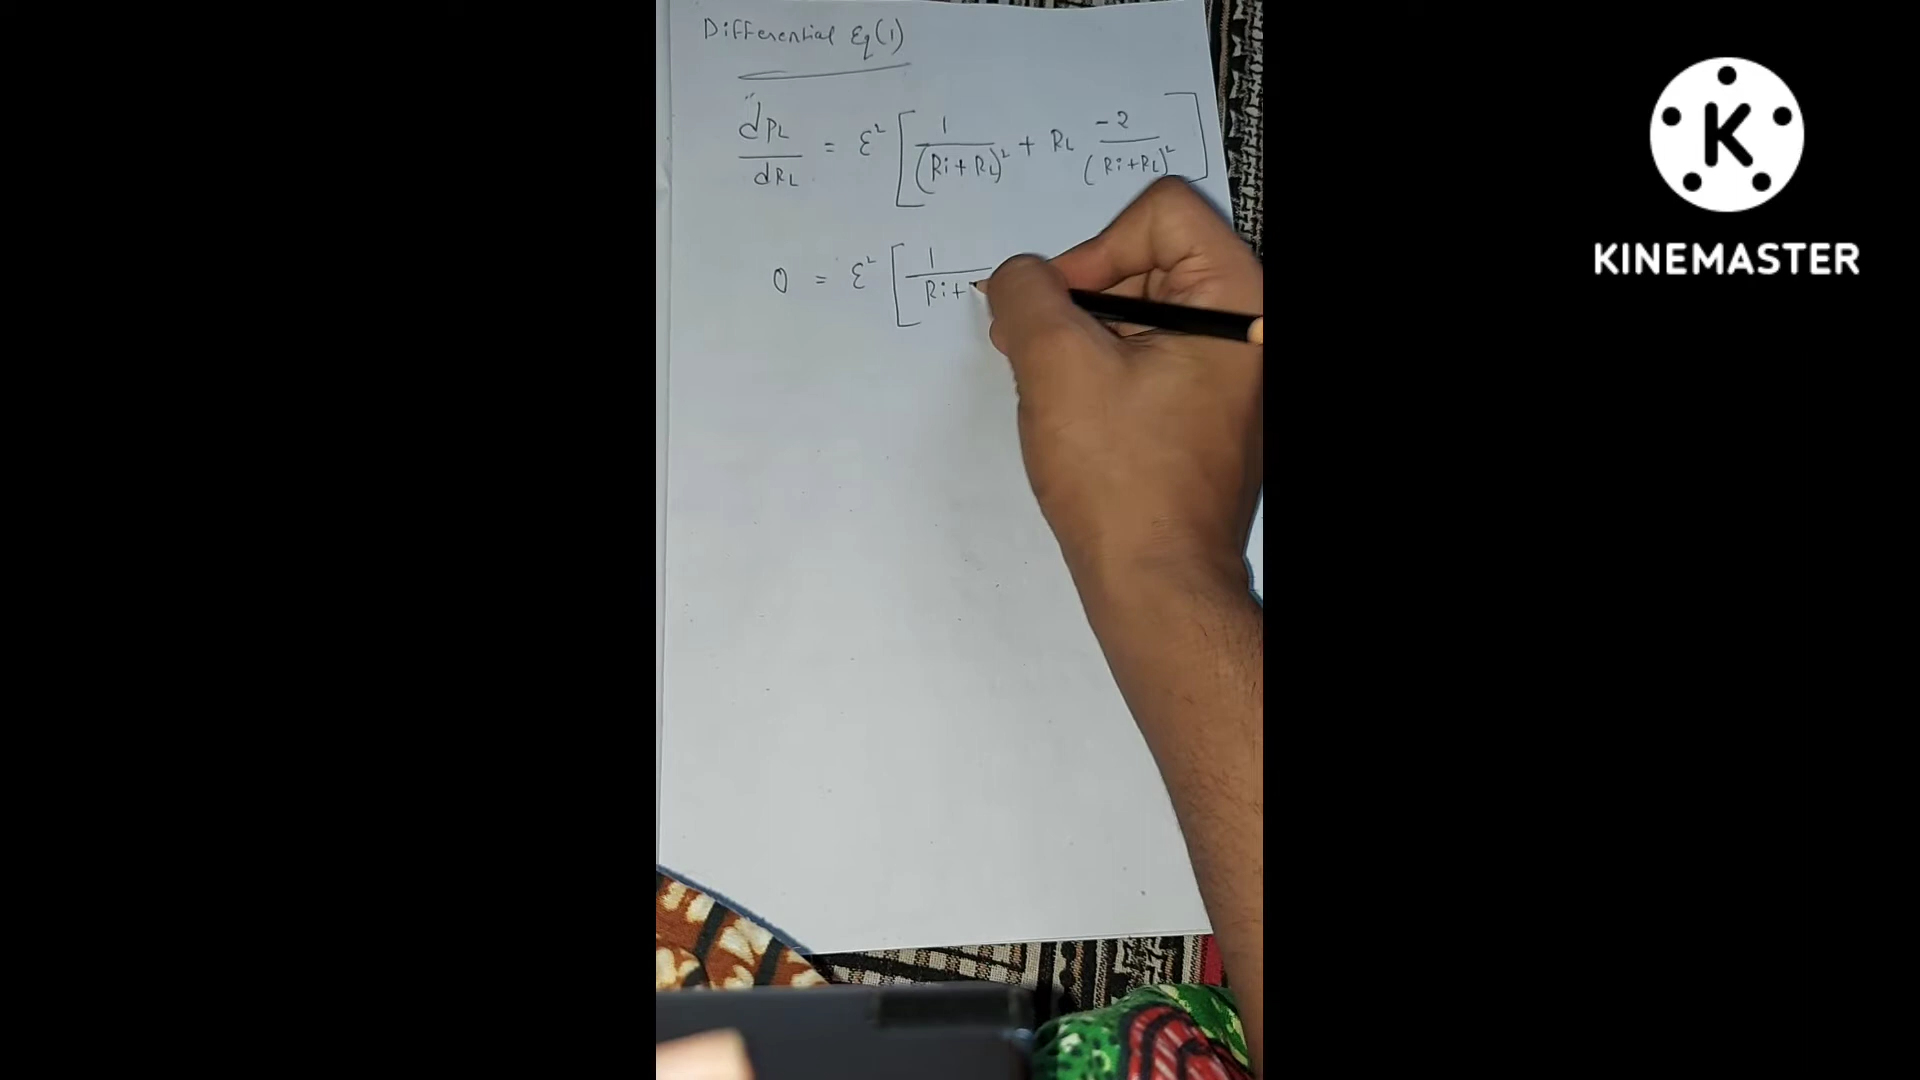 Differential Eq(1)
dPL/dRL = ε² [ 1/(Ri + RL)² + RL -2/(Ri+RL)² ]
0 = ε² [ 1/Ri+
K
KINEMASTER